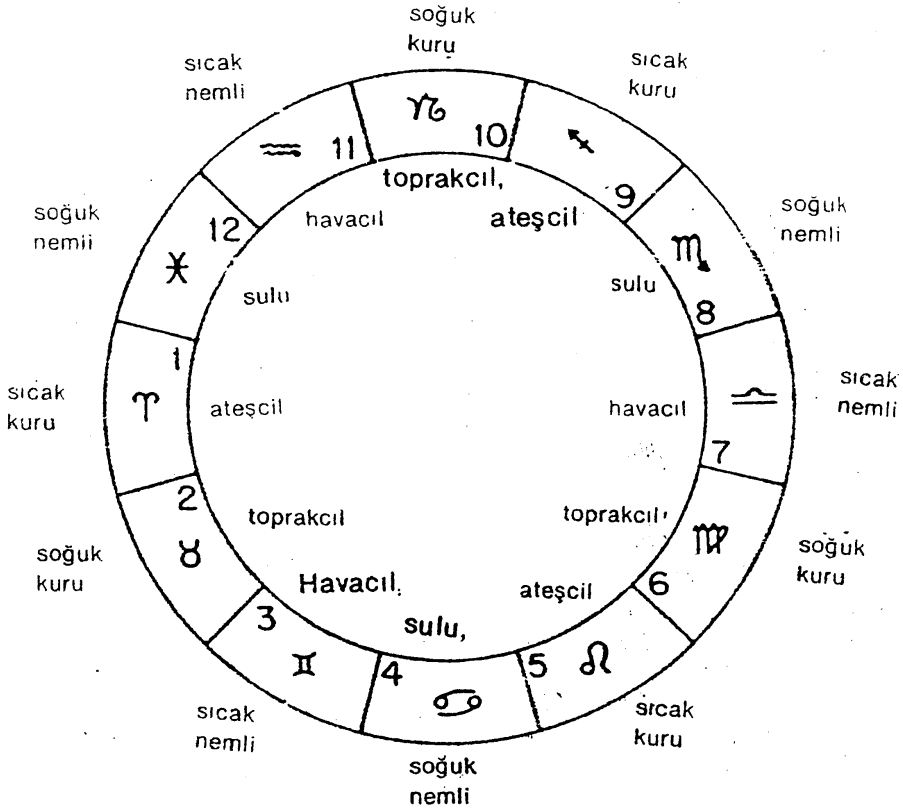 soğuk
kuru
sıcak
nemli
sıcak
kuru
11
10
toprakcıl,
9
soğuk
nemli
12
havacıl
ateşcil
soğuk
nemli
sulu
sulu
8
1
sıcak
kuru
ateşcil
havacıl
sıcak
nemli
7
2
toprakcıl
toprakcıl
soğuk
kuru
soğuk
kuru
Havacıl,
ateşcil
6
3
sulu,
4
5
sıcak
nemli
sıcak
kuru
soğuk
nemli